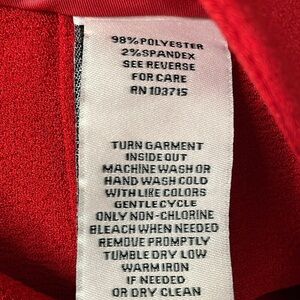 98% POLYESTER
2% SPANDEX
SEE REVERSE
FOR CARE
RN 103715
TURN GARMENT
INSIDE OUT
MACHINE WASH OR
HAND WASH COLD
WITH LIKE COLORS
GENTLE CYCLE
ONLY NON-CHLORINE
BLEACH WHEN NEEDED
REMOVE PROMPTLY
TUMBLE DRY LOW
WARM IRON
IF NEEDED
OR DRY CLEAN